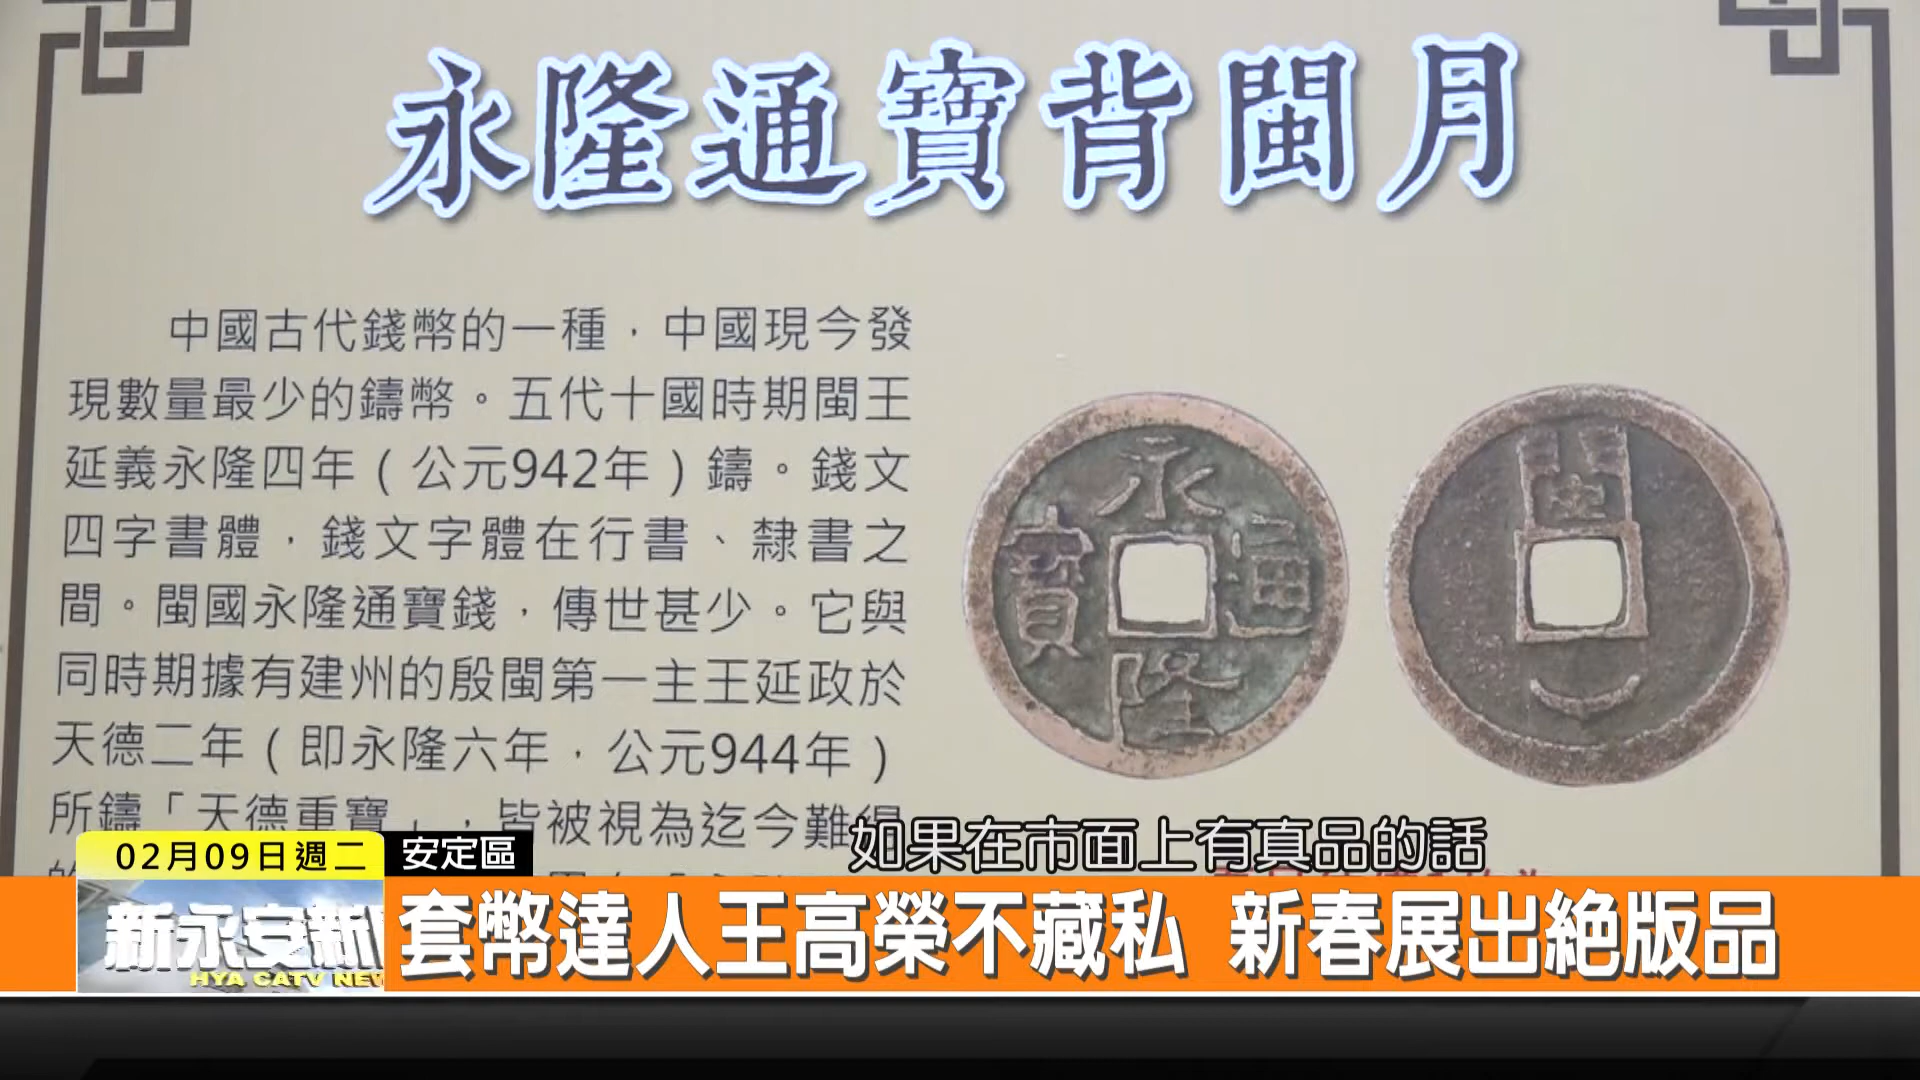 永隆通寶背閩月
中國古代錢幣的一種，中國現今發
現數量最少的鑄幣。五代十國時期閩王
延義永隆四年（公元942年）鑄。錢文
四字書體，錢文字體在行書、隸書之
間。閩國永隆通寶錢，傳世甚少。它與
同時期據有建州的殷閩第一主王延政於
天德二年（即永隆六年，公元944年）
所鑄「天德重寶」，皆被視為迄今難得
永
通
寶
隆
閩
如果在市面上有真品的話
02月09日週二
安定區
新永安新
HYA CATV NEW
套幣達人王高榮不藏私 新春展出絕版品